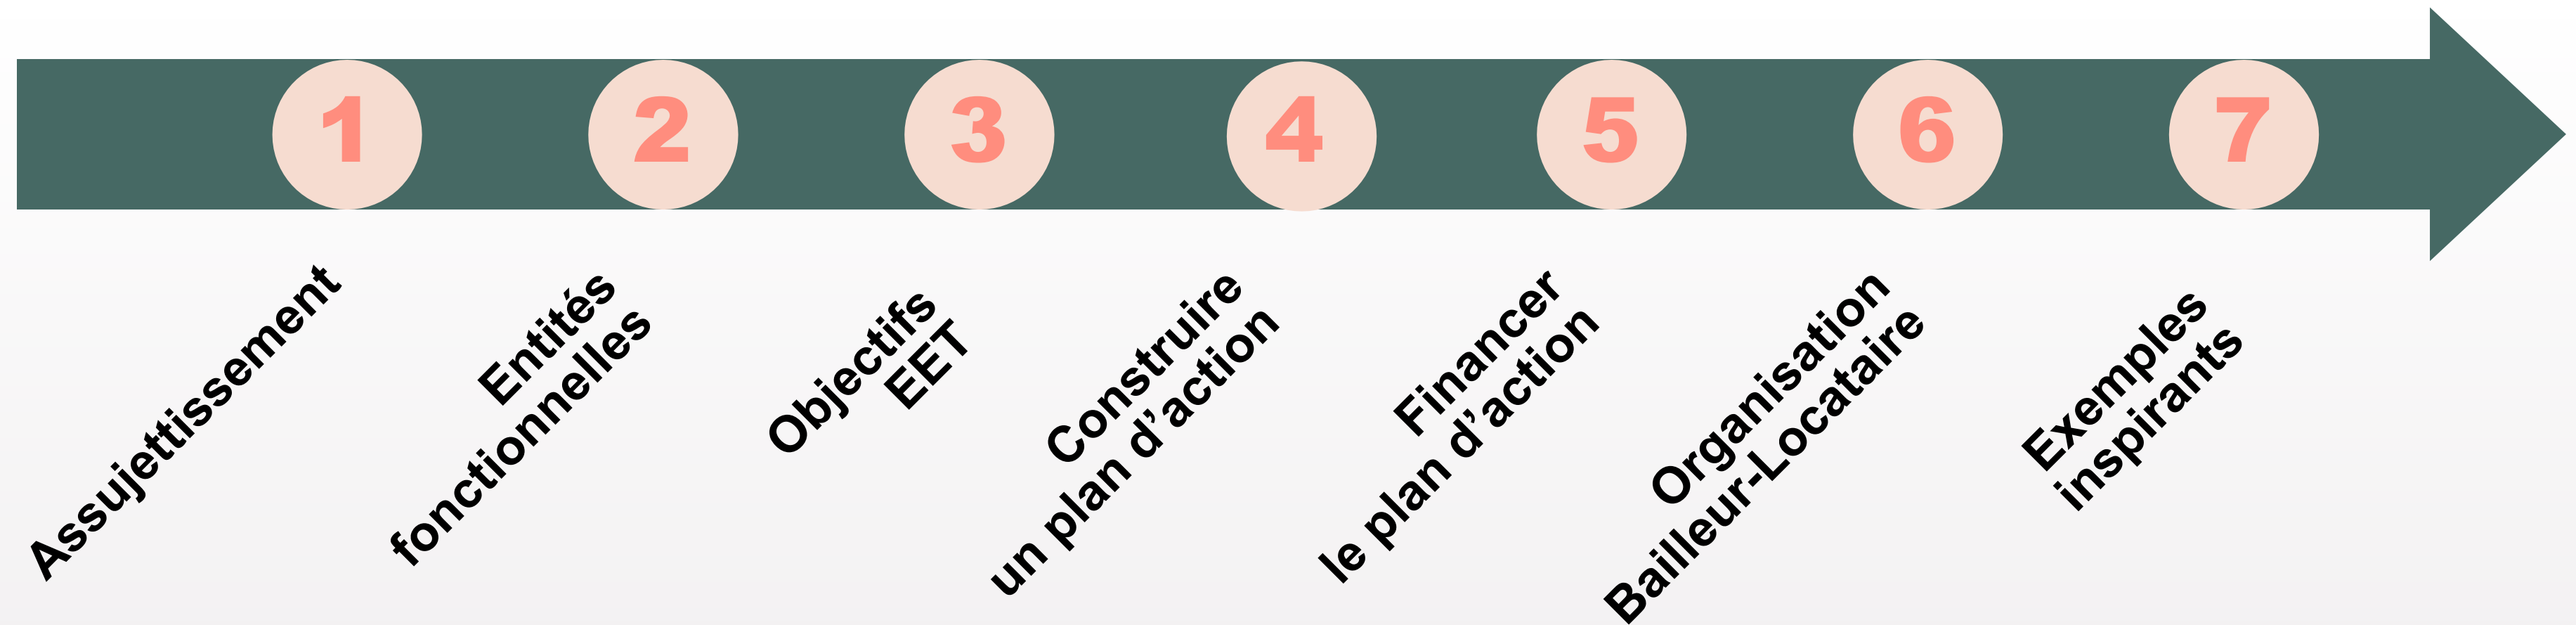 1
2
3
4
5
6
7
Assujettissement
Entités
fonctionnelles
Objectifs
EET
Construire
un plan d’action
Financer
le plan d’action
Organisation
Bailleur-Locataire
Exemples
inspirants